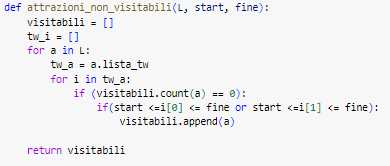 def attrazioni_non_visitabili(L, start, fine):
    visitabili = []
    tw_i = []
    for a in L:
        tw_a = a.lista_tw
        for i in tw_a:
            if (visitabili.count(a) == 0):
                if(start <=i[0] <= fine or start <=i[1] <= fine):
                    visitabili.append(a)
    return visitabili